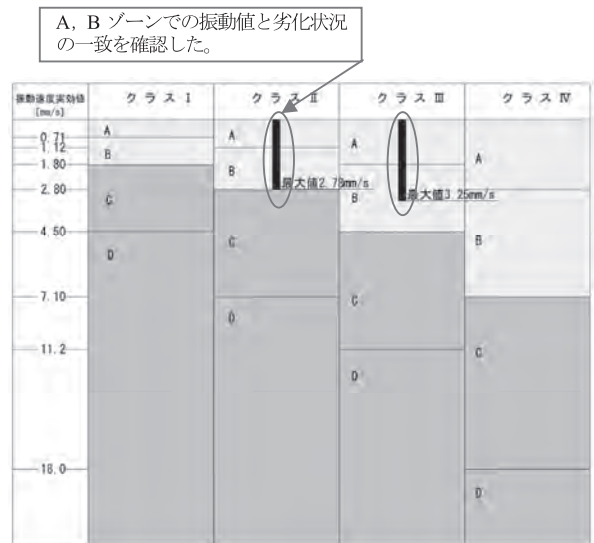 A, B ゾーンでの振動値と劣化状況
の一致を確認した。
振動速度実効値 クラス Ⅰ クラス Ⅱ クラス Ⅲ クラス Ⅳ
[mm/s]
0.71 A A A A
1.12 B B
1.80
2.80 最大値2.78mm/s 最大値3.25mm/s
C B
4.50
D C B
7.10
D C
11.2
D C
18.0
D